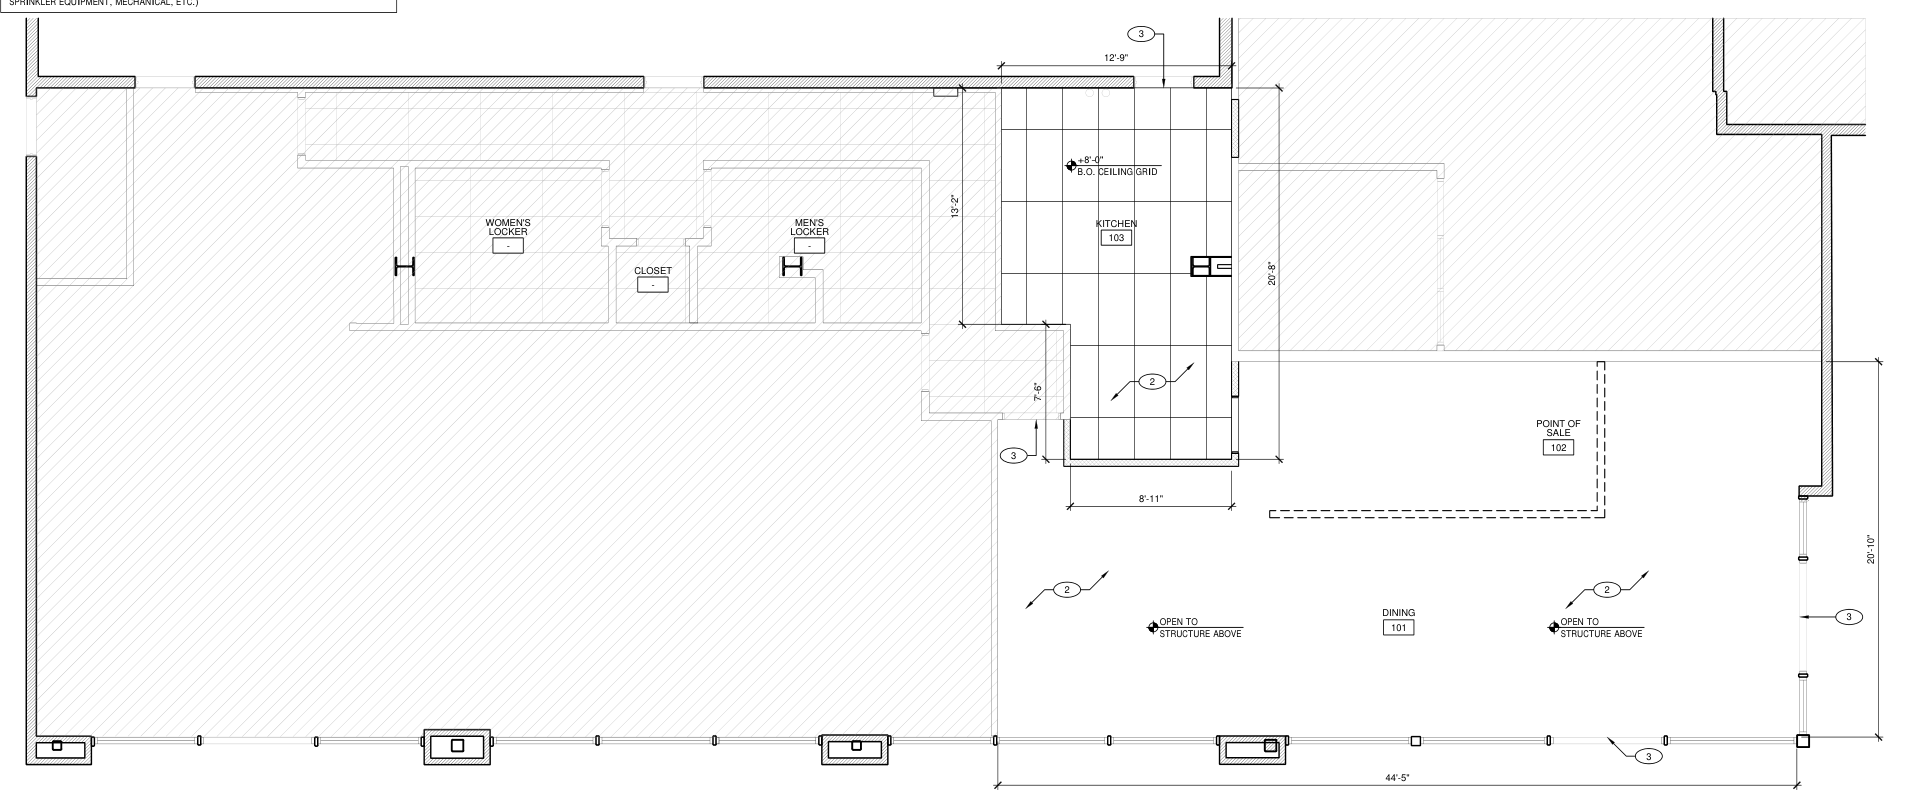 SPRINKLER EQUIPMENT, MECHANICAL, ETC.)
3
12'-9"
+8'-0"
B.O. CEILING GRID
13'-2"
WOMEN'S
LOCKER
-
MEN'S
LOCKER
-
KITCHEN
103
CLOSET
-
20'-8"
2
7'-6"
POINT OF
SALE
102
3
8'-11"
20'-10"
2
2
DINING
101
OPEN TO
STRUCTURE ABOVE
OPEN TO
STRUCTURE ABOVE
3
3
44'-5"